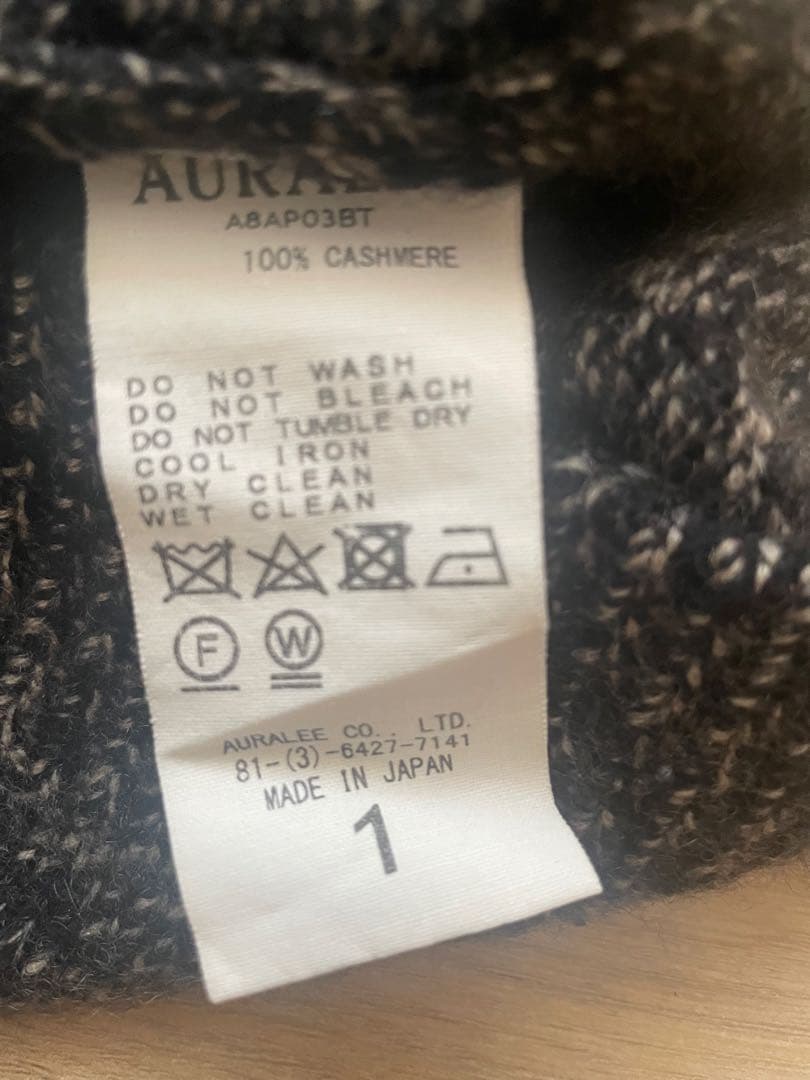 AURALEE
A8AP03BT
100% CASHMERE
DO NOT WASH
DO NOT BLEACH
DO NOT TUMBLE DRY
COOL IRON
DRY CLEAN
WET CLEAN
F W
AURALEE CO., LTD.
81-(3)-6427-7141
MADE IN JAPAN
1